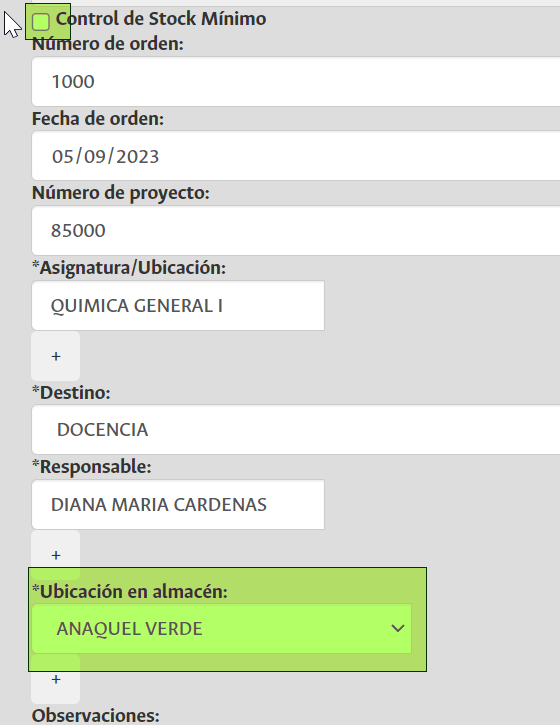 Control de Stock Mínimo
Número de orden:
1000
Fecha de orden:
05/09/2023
Número de proyecto:
85000
*Asignatura/Ubicación:
QUIMICA GENERAL I
+
*Destino:
DOCENCIA
*Responsable:
DIANA MARIA CARDENAS
+
*Ubicación en almacén:
ANAQUEL VERDE
+
Observaciones: